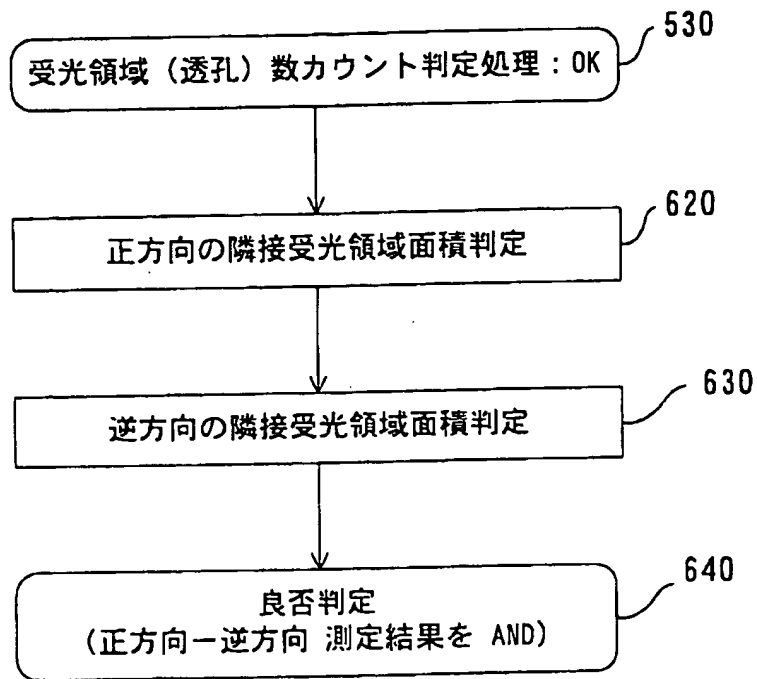 530
受光領域（透孔）数カウント判定処理：OK
620
正方向の隣接受光領域面積判定
630
逆方向の隣接受光領域面積判定
640
良否判定
(正方向ー逆方向 測定結果を AND)